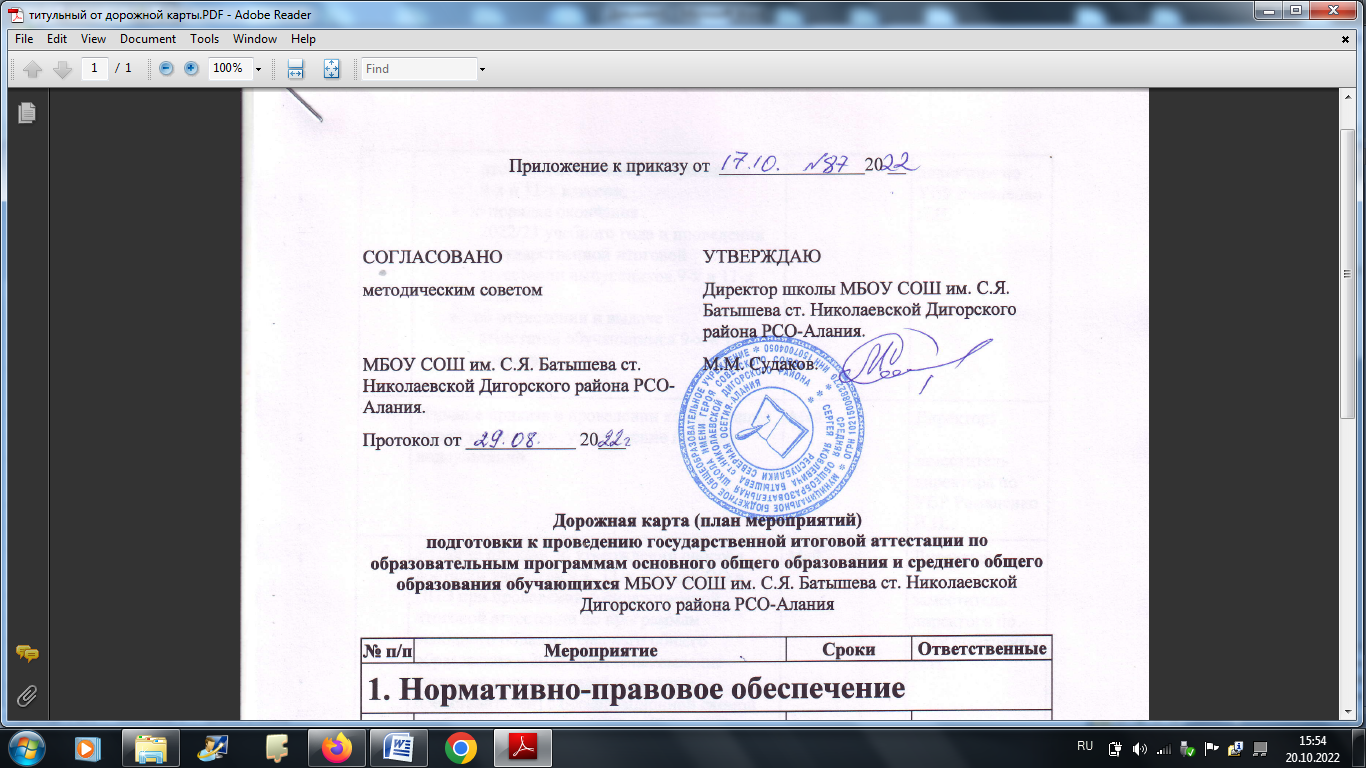 титульный от дорожной карты.PDF - Adobe Reader
File Edit View Document Tools Window Help
1 / 1 100% Find
Приложение к приказу от 17.10. №87 2022
СОГЛАСОВАНО
методическим советом
МБОУ СОШ им. С.Я. Батышева ст.
Николаевской Дигорского района РСО-
Алания.
Протокол от 29.08. 2022г
УТВЕРЖДАЮ
Директор школы МБОУ СОШ им. С.Я.
Батышева ст. Николаевской Дигорского
района РСО-Алания.
М.М. Судаков.
Дорожная карта (план мероприятий)
подготовки к проведению государственной итоговой аттестации по
образовательным программам основного общего образования и среднего общего
образования обучающихся МБОУ СОШ им. С.Я. Батышева ст. Николаевской
Дигорского района РСО-Алания
№ п/п Мероприятие Сроки Ответственные
1. Нормативно-правовое обеспечение
RU
15:54
20.10.2022